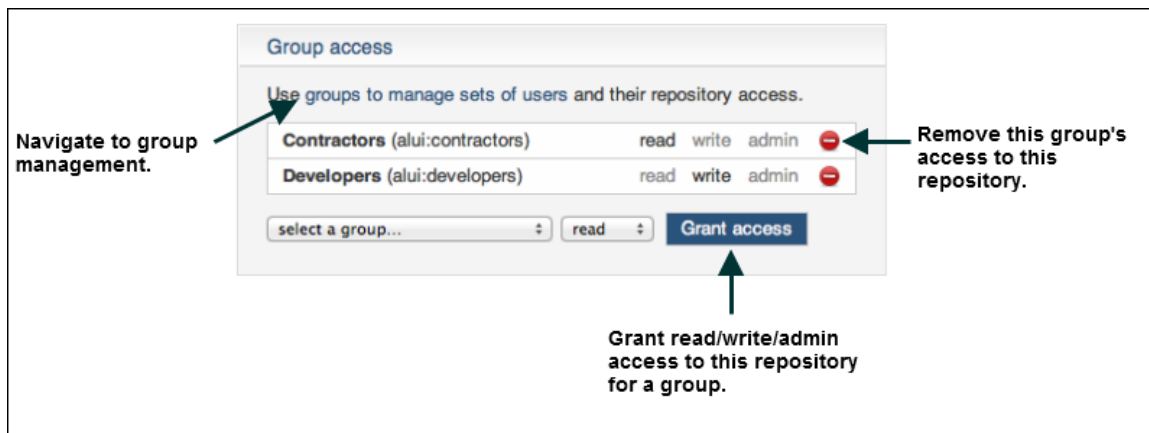 Group access
Use groups to manage sets of users and their repository access.
Navigate to group
management.
Contractors (alui:contractors) read write admin
Developers (alui:developers) read write admin
Remove this group's
access to this
repository.
select a group... read Grant access
Grant read/write/admin
access to this repository
for a group.